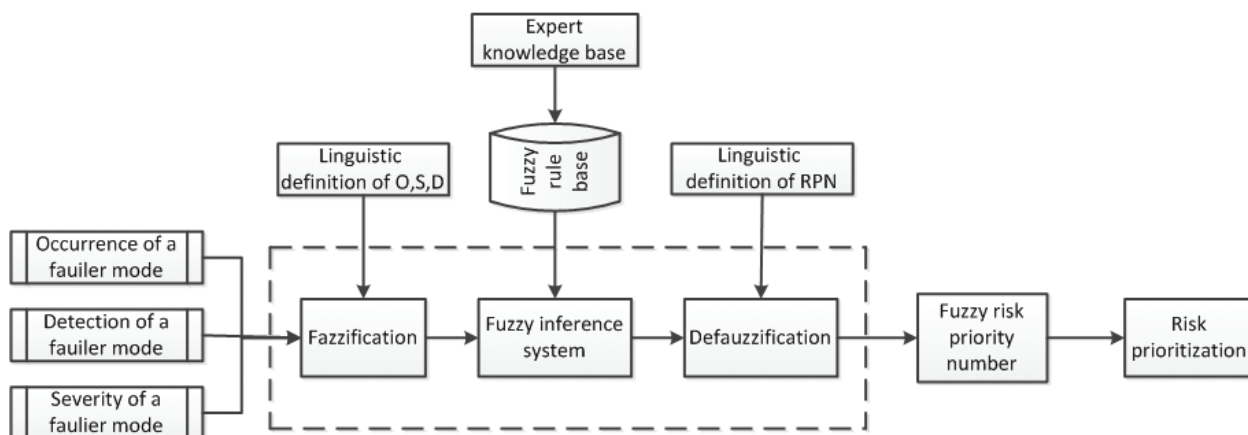 Expert
knowledge base
Linguistic
definition of O,S,D
Fuzzy
rule
base
Linguistic
definition of RPN
Occurrence of a
fauiler mode
Detection of a
fauiler mode
Severity of a
faulier mode
Fazzification
Fuzzy inference
system
Defauzzification
Fuzzy risk
priority
number
Risk
prioritization